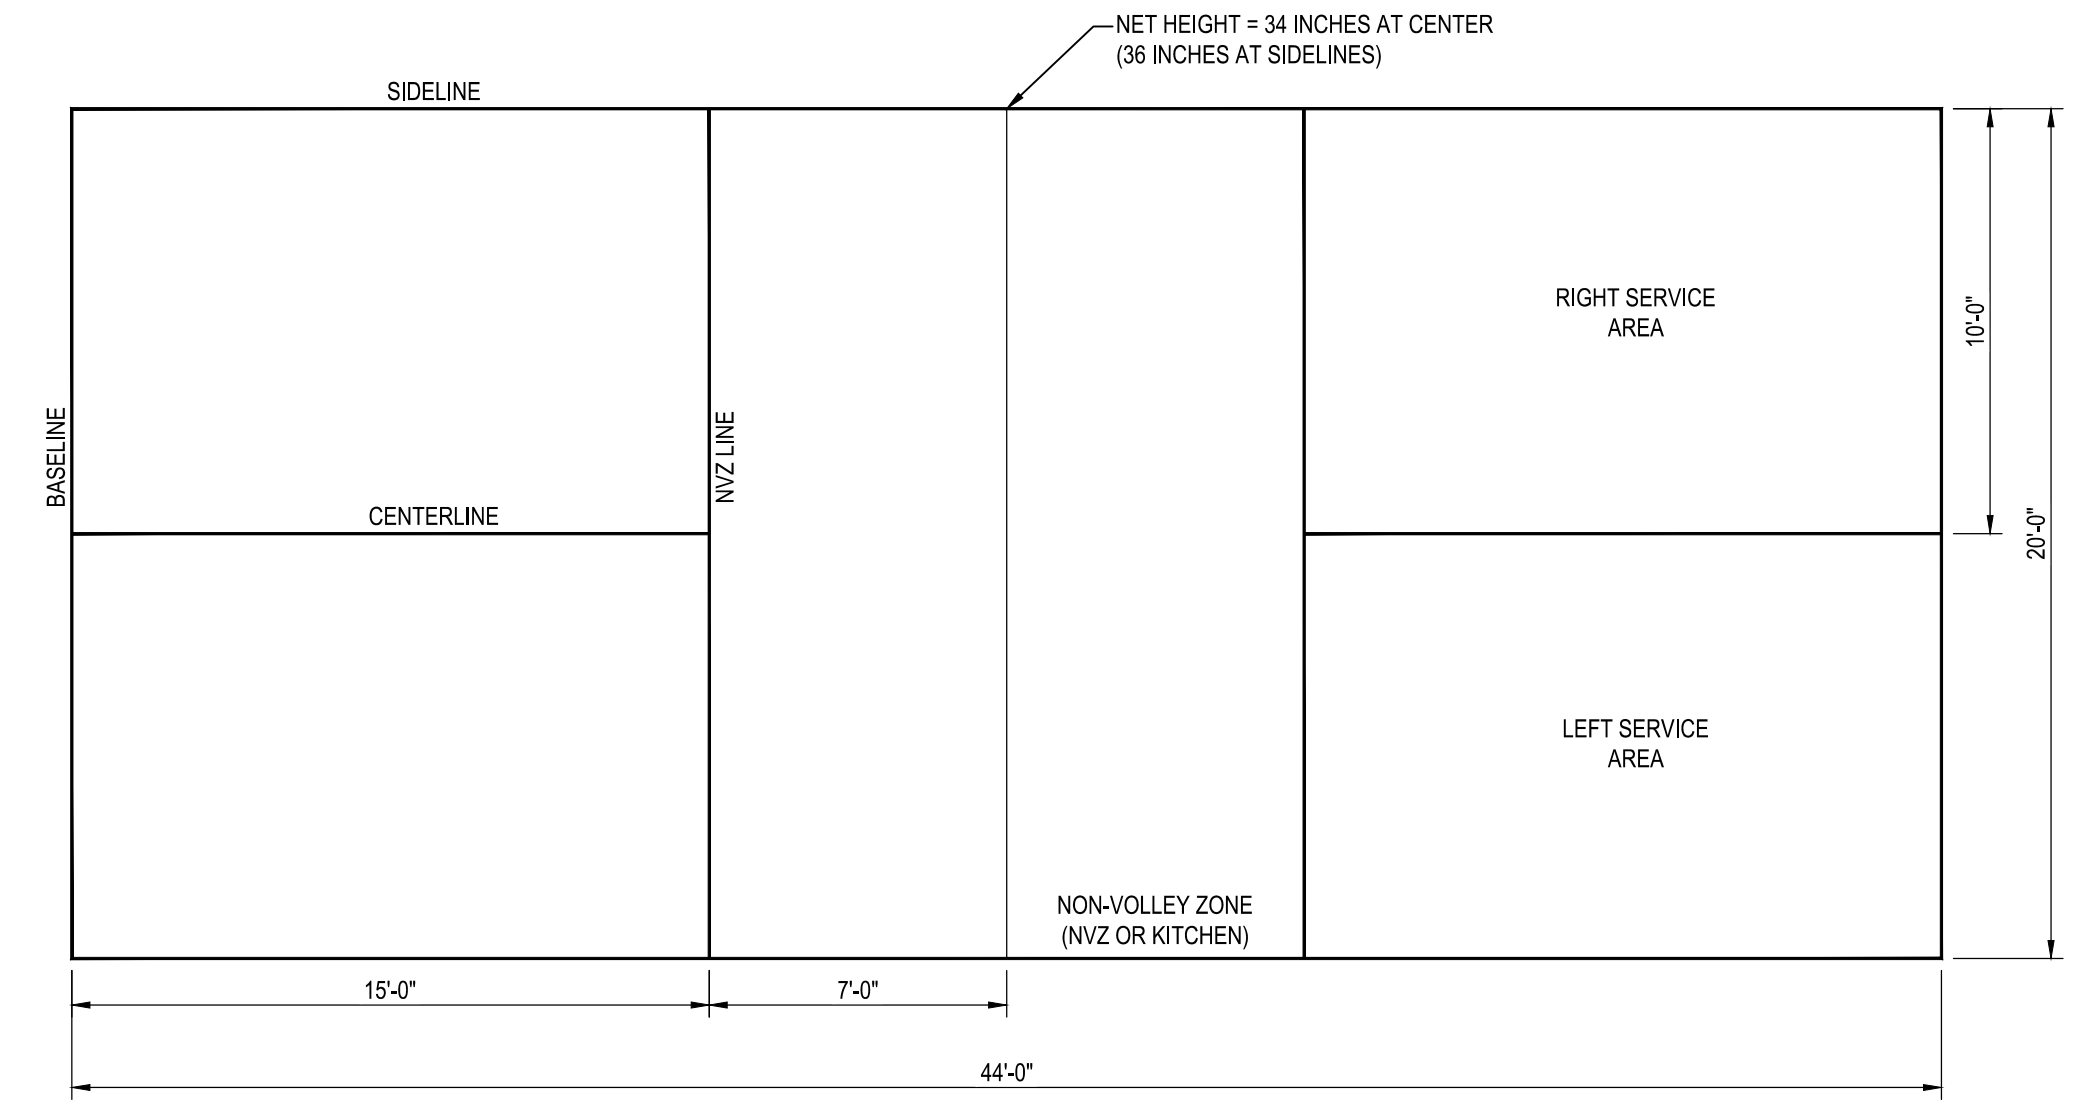 NET HEIGHT = 34 INCHES AT CENTER
(36 INCHES AT SIDELINES)
SIDELINE
RIGHT SERVICE
AREA
10'-0"
BASELINE
NVZ LINE
CENTERLINE
20'-0"
LEFT SERVICE
AREA
NON-VOLLEY ZONE
(NVZ OR KITCHEN)
15'-0"
7'-0"
44'-0"